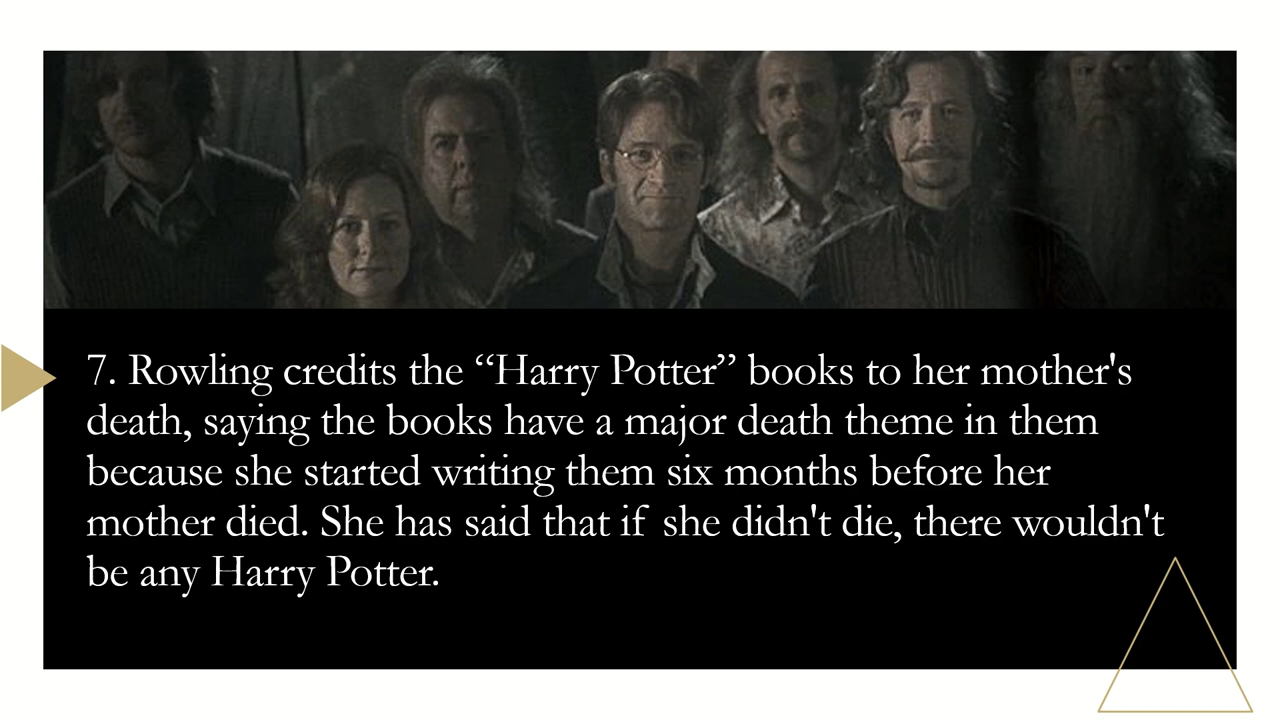 7. Rowling credits the “Harry Potter” books to her mother's
death, saying the books have a major death theme in them
because she started writing them six months before her
mother died. She has said that if she didn't die, there wouldn't
be any Harry Potter.